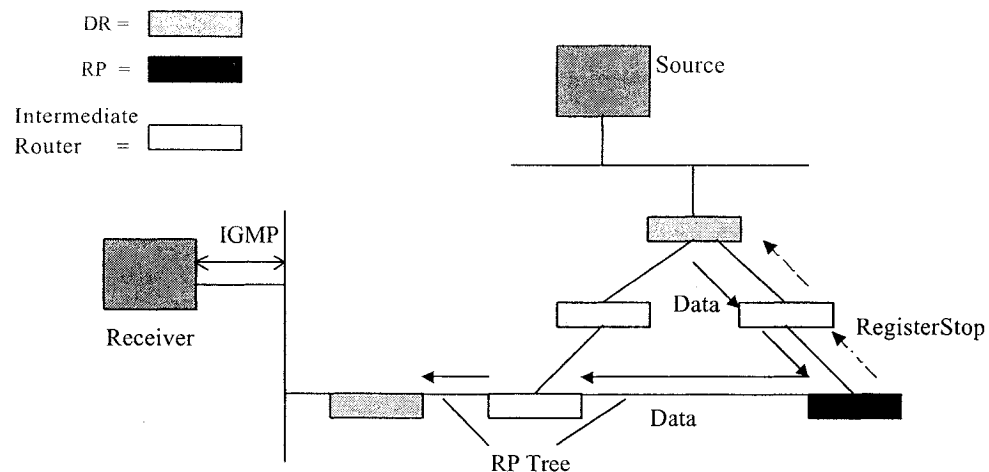 DR =
RP =
Intermediate
Router =
Source
IGMP
Receiver
Data
RegisterStop
Data
RP Tree